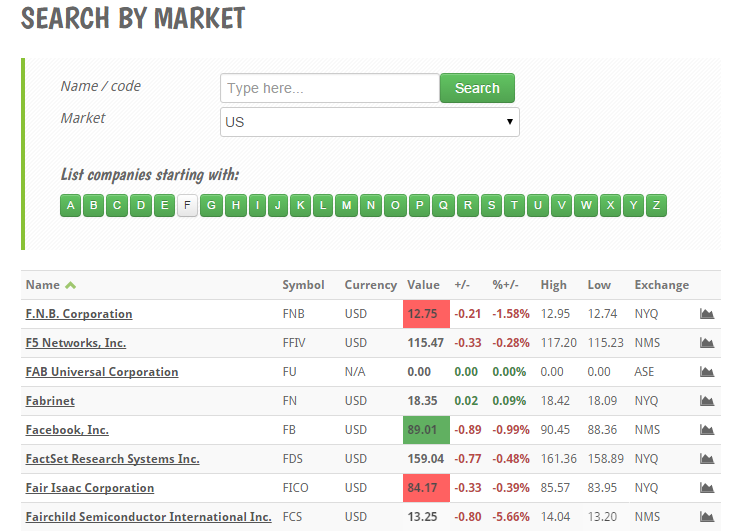 SEARCH BY MARKET
Name / code Type here... Search
Market US
List companies starting with:
A B C D E F G H I J K L M N O P Q R S T U V W X Y Z
Name Symbol Currency Value +/- %+/- High Low Exchange
F.N.B. Corporation FNB USD 12.75 -0.21 -1.58% 12.95 12.74 NYQ
F5 Networks, Inc. FFIV USD 115.47 -0.33 -0.28% 117.20 115.23 NMS
FAB Universal Corporation FU N/A 0.00 0.00 0.00% 0.00 0.00 ASE
Fabrinet FN USD 18.35 0.02 0.09% 18.42 18.09 NYQ
Facebook, Inc. FB USD 89.01 -0.89 -0.99% 90.45 88.36 NMS
FactSet Research Systems Inc. FDS USD 159.04 -0.77 -0.48% 161.36 158.89 NYQ
Fair Isaac Corporation FICO USD 84.17 -0.33 -0.39% 85.57 83.95 NYQ
Fairchild Semiconductor International Inc. FCS USD 13.25 -0.80 -5.66% 14.04 13.20 NMS